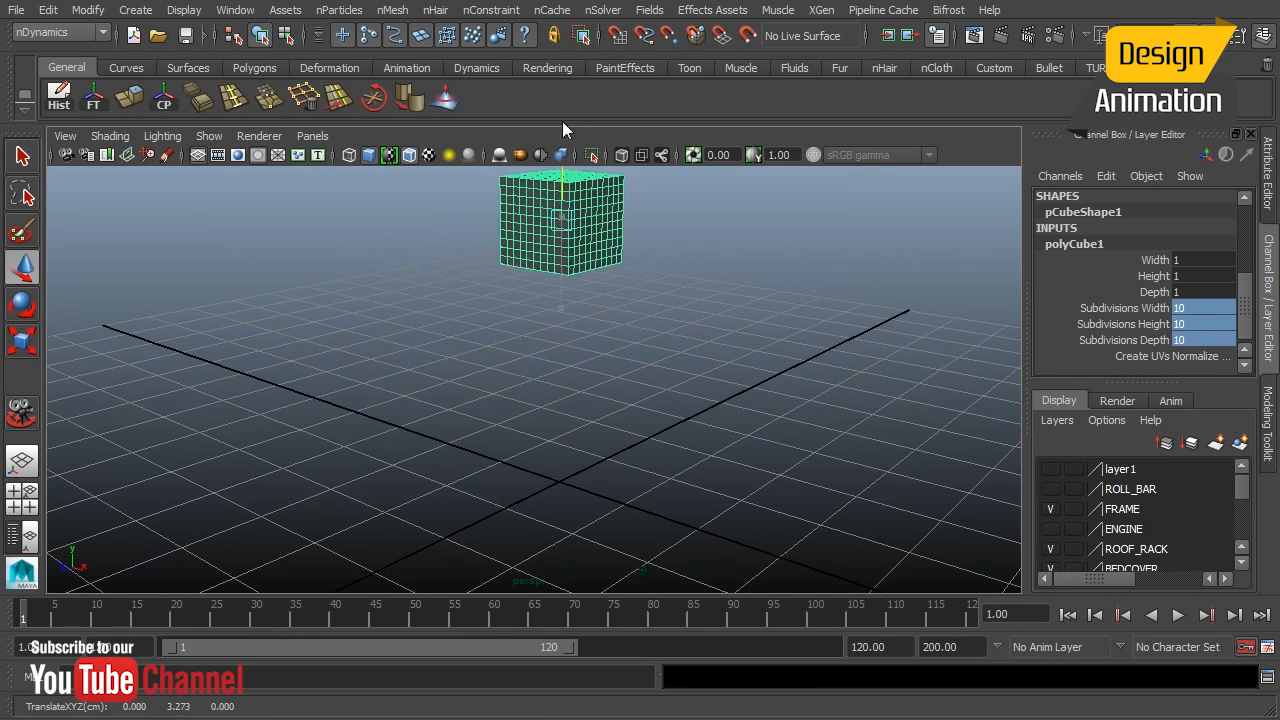 File Edit Modify Create Display Window Assets nParticles nMesh nHair nConstraint nCache nSolver Fields Effects Assets Muscle XGen Pipeline Cache Bifrost Help
nDynamics
No Live Surface
Design
Animation
General Curves Surfaces Polygons Deformation Animation Dynamics Rendering PaintEffects Toon Muscle Fluids Fur nHair nCloth Custom Bullet
Hist FT CP
View Shading Lighting Show Renderer Panels
0.00 1.00 sRGB gamma
Channel Box / Layer Editor
Channels Edit Object Show
SHAPES
pCubeShape1
INPUTS
polyCube1
Width 1
Height 1
Depth 1
Subdivisions Width 10
Subdivisions Height 10
Subdivisions Depth 10
Create UVs Normalize ...
Display Render Anim
Layers Options Help
layer1
ROLL_BAR
V FRAME
ENGINE
V ROOF_RACK
V BEDCOVER
Attribute Editor
Channel Box / Layer Editor
Modeling Toolkit
persp
y
x
MAYA
1 5 10 15 20 25 30 35 40 45 50 55 60 65 70 75 80 85 90 95 100 105 110 115 12
1.00
1 120 120.00 200.00 No Anim Layer No Character Set
Subscribe to our
YouTube Channel
TranslateXYZ(cm): 0.000 3.273 0.000